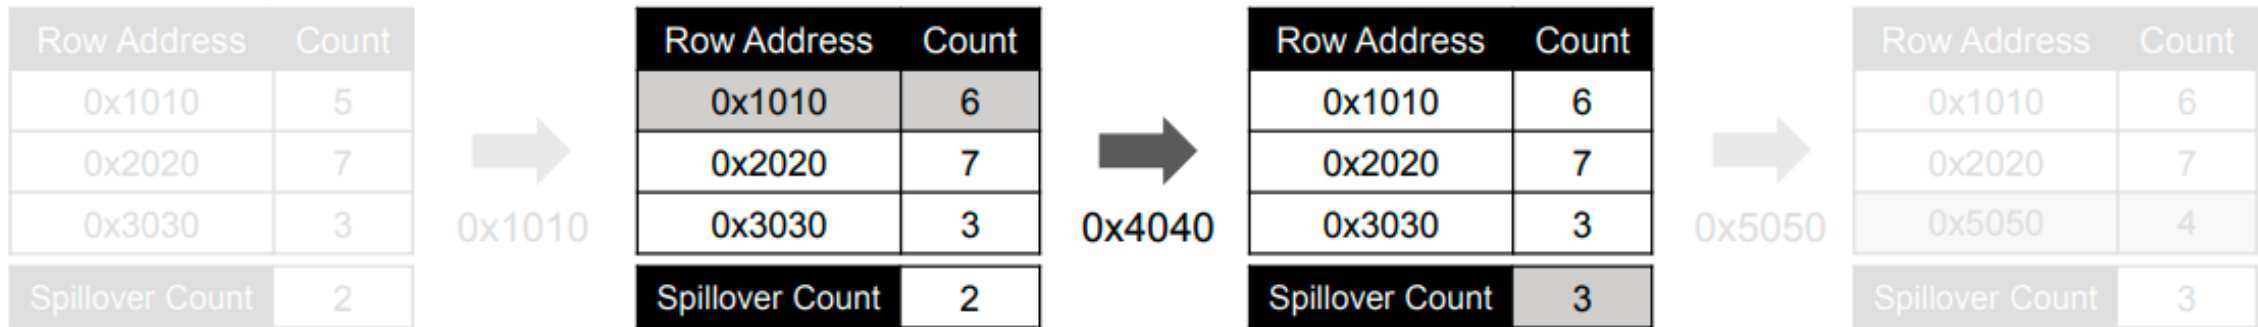 Row Address Count
0x1010 5
0x2020 7
0x3030 3
Spillover Count 2
0x1010
Row Address Count
0x1010 6
0x2020 7
0x3030 3
Spillover Count 2
0x4040
Row Address Count
0x1010 6
0x2020 7
0x3030 3
Spillover Count 3
0x5050
Row Address Count
0x1010 6
0x2020 7
0x5050 4
Spillover Count 3